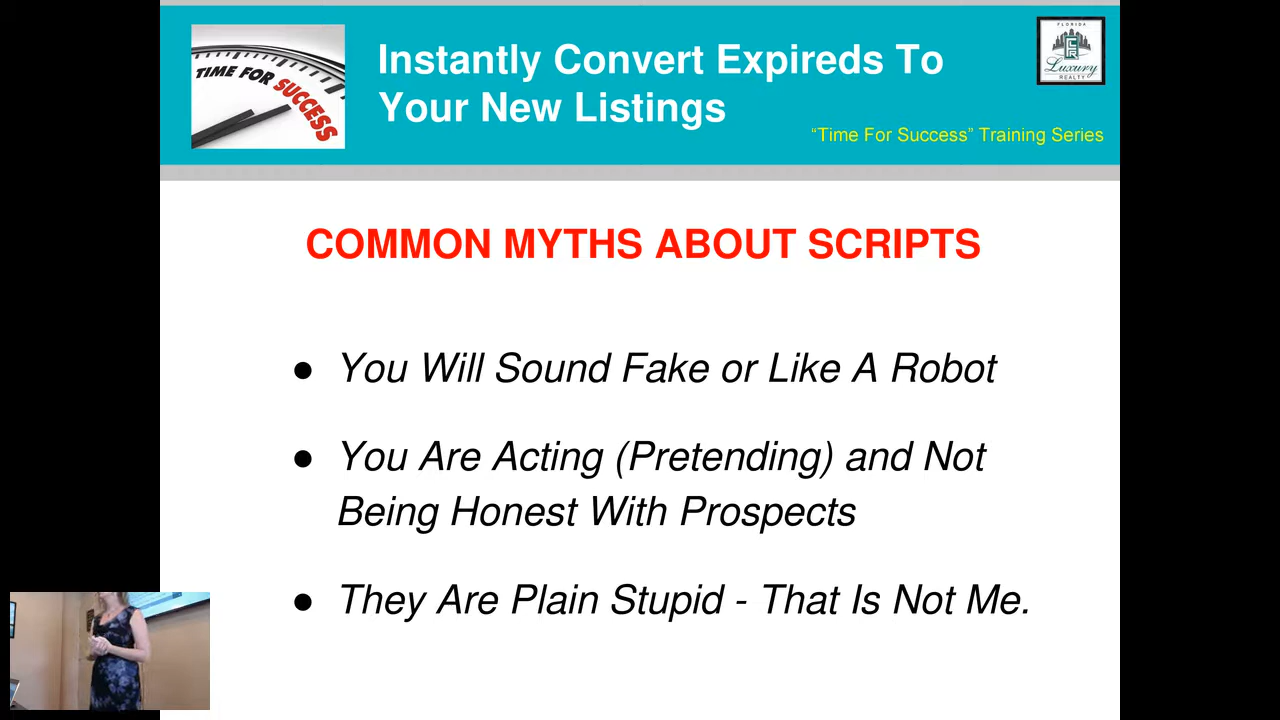 Instantly Convert Expireds To
Your New Listings
TIME FOR SUCCESS
FLORIDA
Luxury
REALTY
“Time For Success” Training Series
COMMON MYTHS ABOUT SCRIPTS
● You Will Sound Fake or Like A Robot
● You Are Acting (Pretending) and Not
Being Honest With Prospects
● They Are Plain Stupid - That Is Not Me.